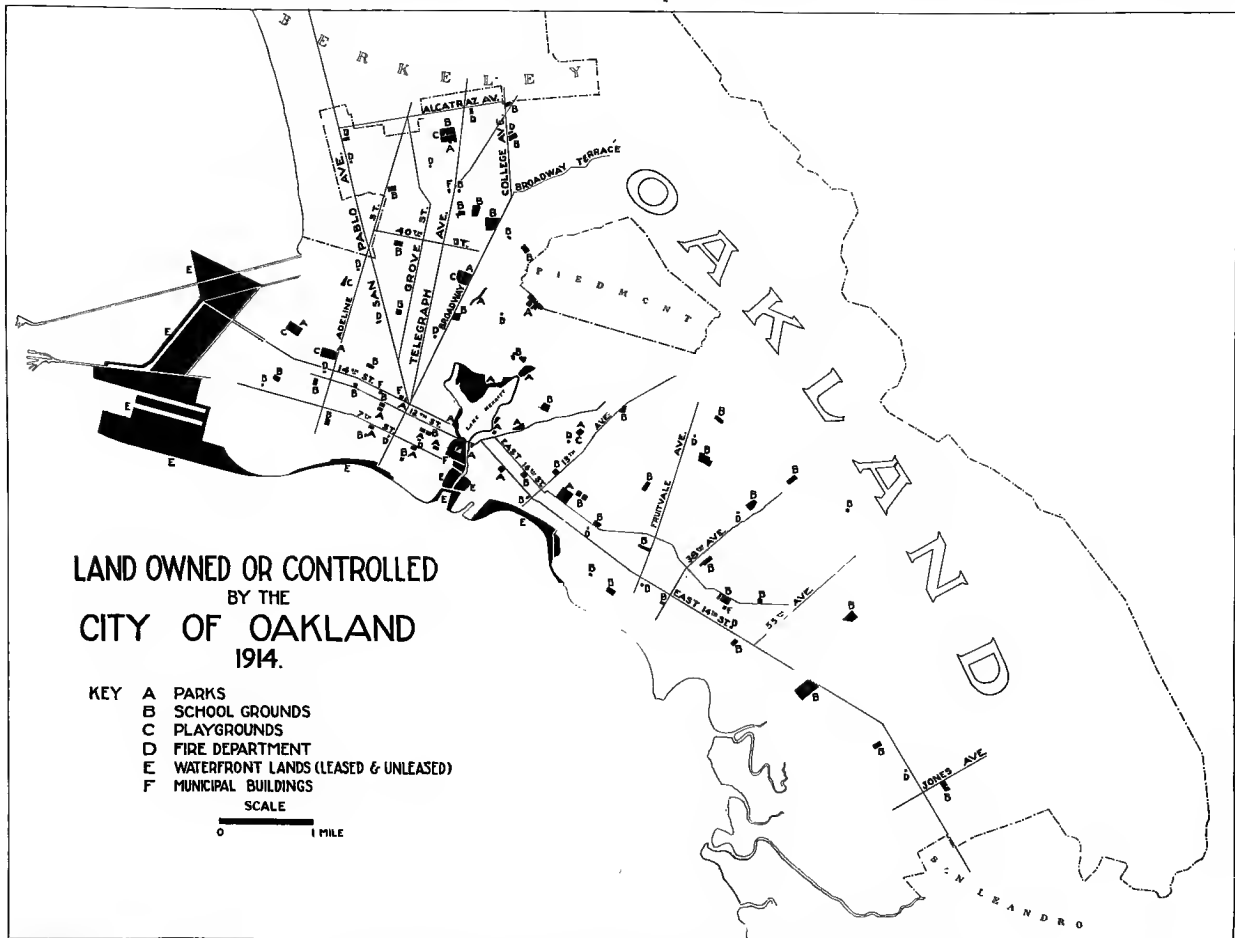 BERKELEY
ALCATRAZ AV.
COLLEGE AVE.
BROADWAY TERRACE
SAN PABLO AVE.
ADELINE ST.
40TH ST.
GROVE ST.
TELEGRAPH AVE.
BROADWAY
PIEDMONT
OAKLAND
14TH ST.
12TH ST.
7TH ST.
LAKE MERRITT
EAST 14TH ST.
13TH AVE.
FRUITVALE AVE.
38TH AVE.
EAST 14TH ST.
55TH AVE.
JONES AVE
SAN LEANDRO
LAND OWNED OR CONTROLLED
BY THE
CITY OF OAKLAND
1914.
KEY A PARKS
B SCHOOL GROUNDS
C PLAYGROUNDS
D FIRE DEPARTMENT
E WATERFRONT LANDS (LEASED & UNLEASED)
F MUNICIPAL BUILDINGS
SCALE
0 1 MILE